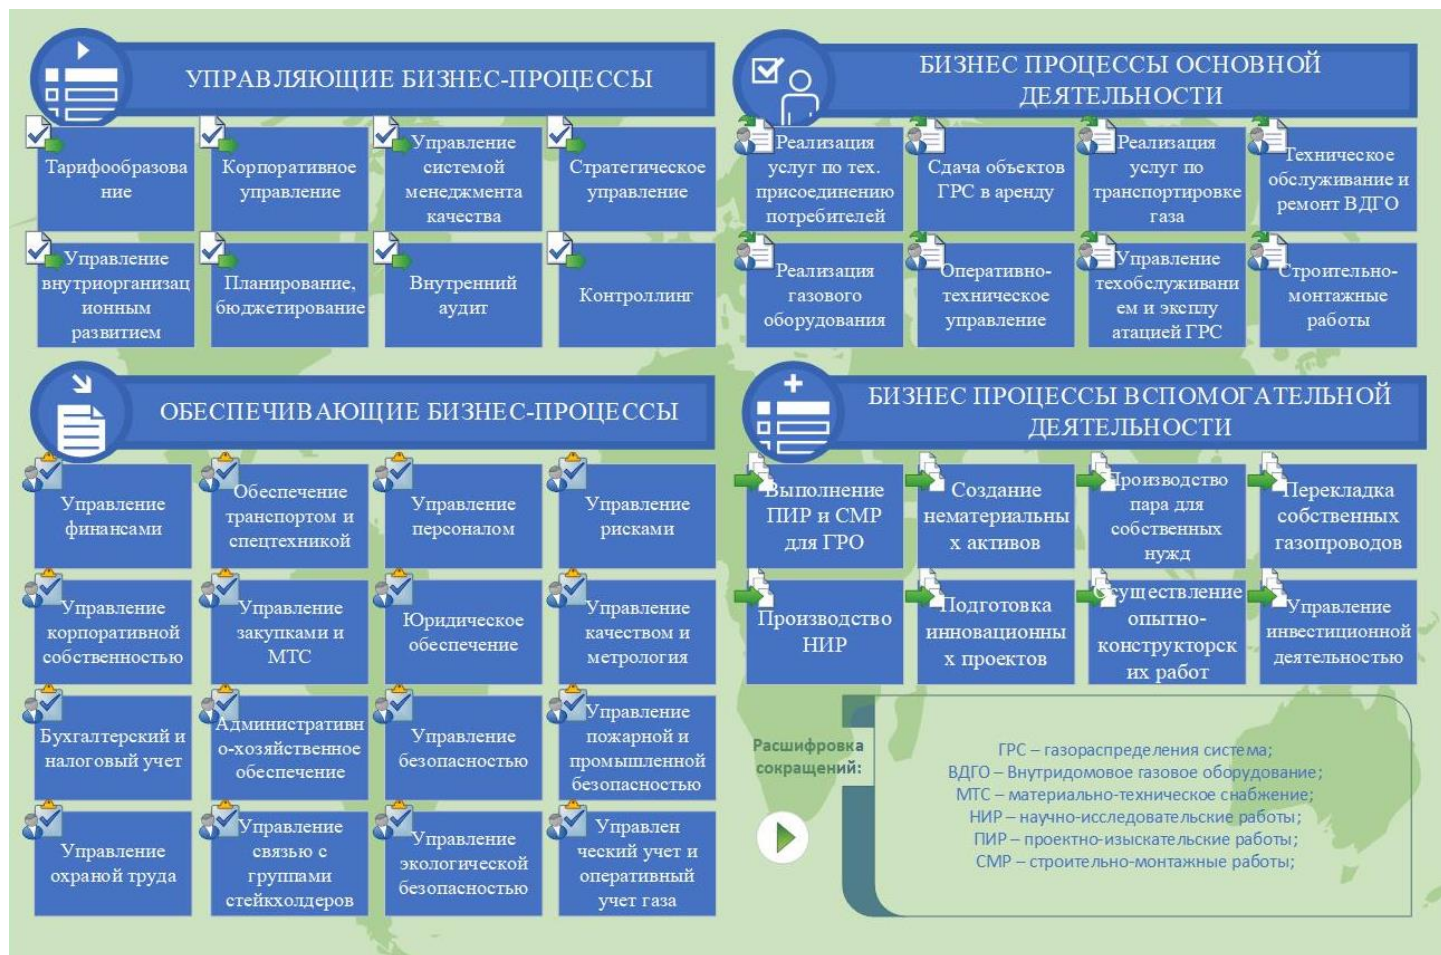 УПРАВЛЯЮЩИЕ БИЗНЕС-ПРОЦЕССЫ
Тарифообразова
ние
Корпоративное
управление
Управление
системой
менеджмента
качества
Стратегическое
управление
Управление
внутриорганизац
ионным
развитием
Планирование,
бюджетирование
Внутренний
аудит
Контроллинг
БИЗНЕС ПРОЦЕССЫ ОСНОВНОЙ
ДЕЯТЕЛЬНОСТИ
Реализация
услуг по тех.
присоединению
потребителей
Сдача объектов
ГРС в аренду
Реализация
услуг по
транспортировке
газа
Техническое
обслуживание и
ремонт ВДГО
Реализация
газового
оборудования
Оперативно-
техническое
управление
Управление
техобслуживани
ем и эксплу
атацией ГРС
Строительно-
монтажные
работы
ОБЕСПЕЧИВАЮЩИЕ БИЗНЕС-ПРОЦЕССЫ
Управление
финансами
Обеспечение
транспортом и
спецтехникой
Управление
персоналом
Управление
рисками
Управление
корпоративной
собственностью
Управление
закупками и
МТС
Юридическое
обеспечение
Управление
качеством и
метрология
Бухгалтерский и
налоговый учет
Административн
о-хозяйственное
обеспечение
Управление
безопасностью
Управление
пожарной и
промышленной
безопасностью
Управление
охраной труда
Управление
связью с
группами
стейкхолдеров
Управление
экологической
безопасностью
Управлен
ческий учет и
оперативный
учет газа
БИЗНЕС ПРОЦЕССЫ ВСПОМОГАТЕЛЬНОЙ
ДЕЯТЕЛЬНОСТИ
Выполнение
ПИР и СМР
для ГРО
Создание
нематериальны
х активов
Производство
пара для
собственных
нужд
Перекладка
собственных
газопроводов
Производство
НИР
Подготовка
инновационны
х проектов
Осуществление
опытно-
конструкторск
их работ
Управление
инвестиционной
деятельностью
Расшифровка
сокращений:
ГРС – газораспределения система;
ВДГО – Внутридомовое газовое оборудование;
МТС – материально-техническое снабжение;
НИР – научно-исследовательские работы;
ПИР – проектно-изыскательские работы;
СМР – строительно-монтажные работы;